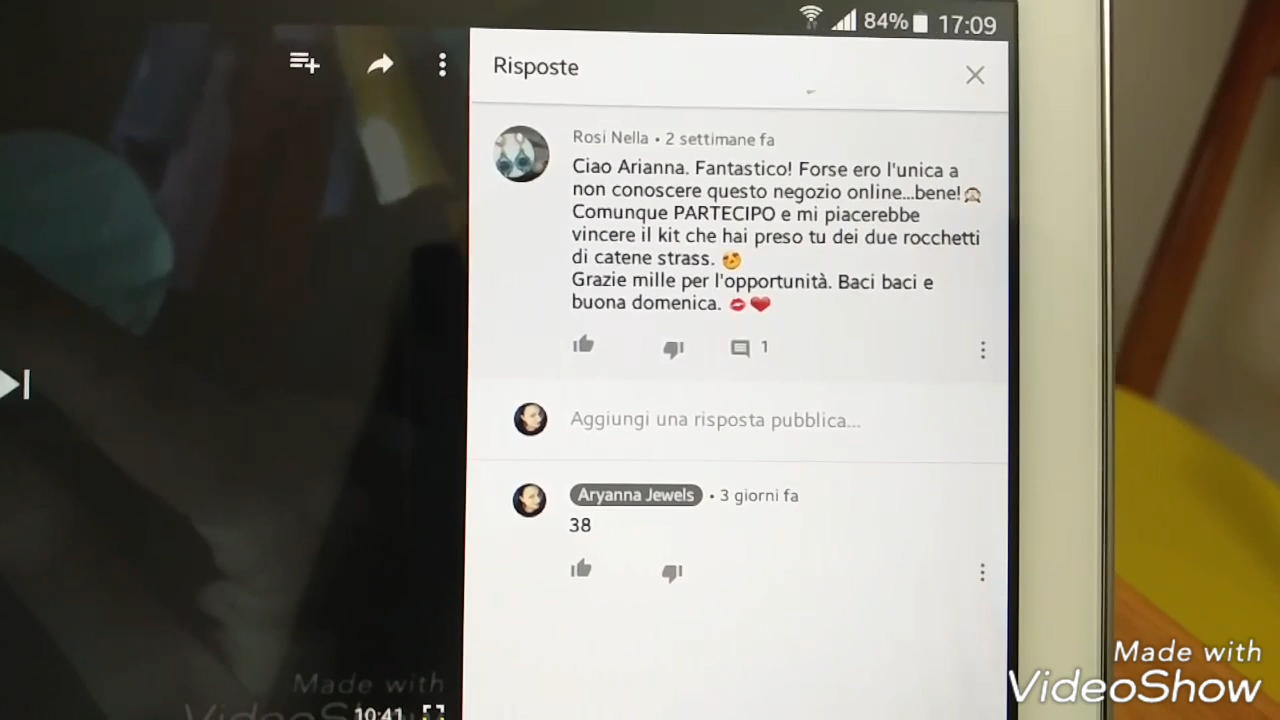 84% 17:09
Risposte
Rosi Nella • 2 settimane fa
Ciao Arianna. Fantastico! Forse ero l'unica a
non conoscere questo negozio online...bene!🙊
Comunque PARTECIPO e mi piacerebbe
vincere il kit che hai preso tu dei due rocchetti
di catene strass. 😍
Grazie mille per l'opportunità. Baci baci e
buona domenica. 💋❤
1
Aggiungi una risposta pubblica...
Aryanna Jewels • 3 giorni fa
38
Made with
VideoShow
10:41
Made with
VideoShow